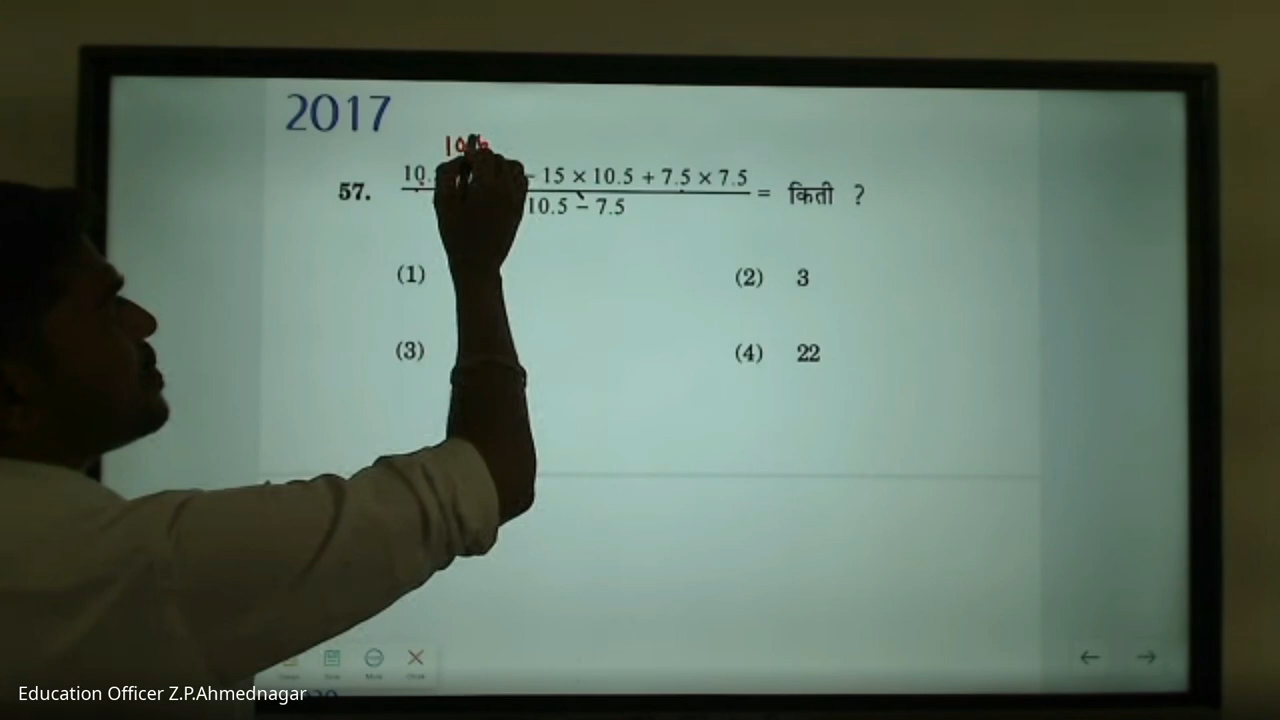 2017
57. 10. - 15 × 10.5 + 7.5 × 7.5 = किती ?
10.5 - 7.5
(1) (2) 3
(3) (4) 22
Education Officer Z.P.Ahmednagar